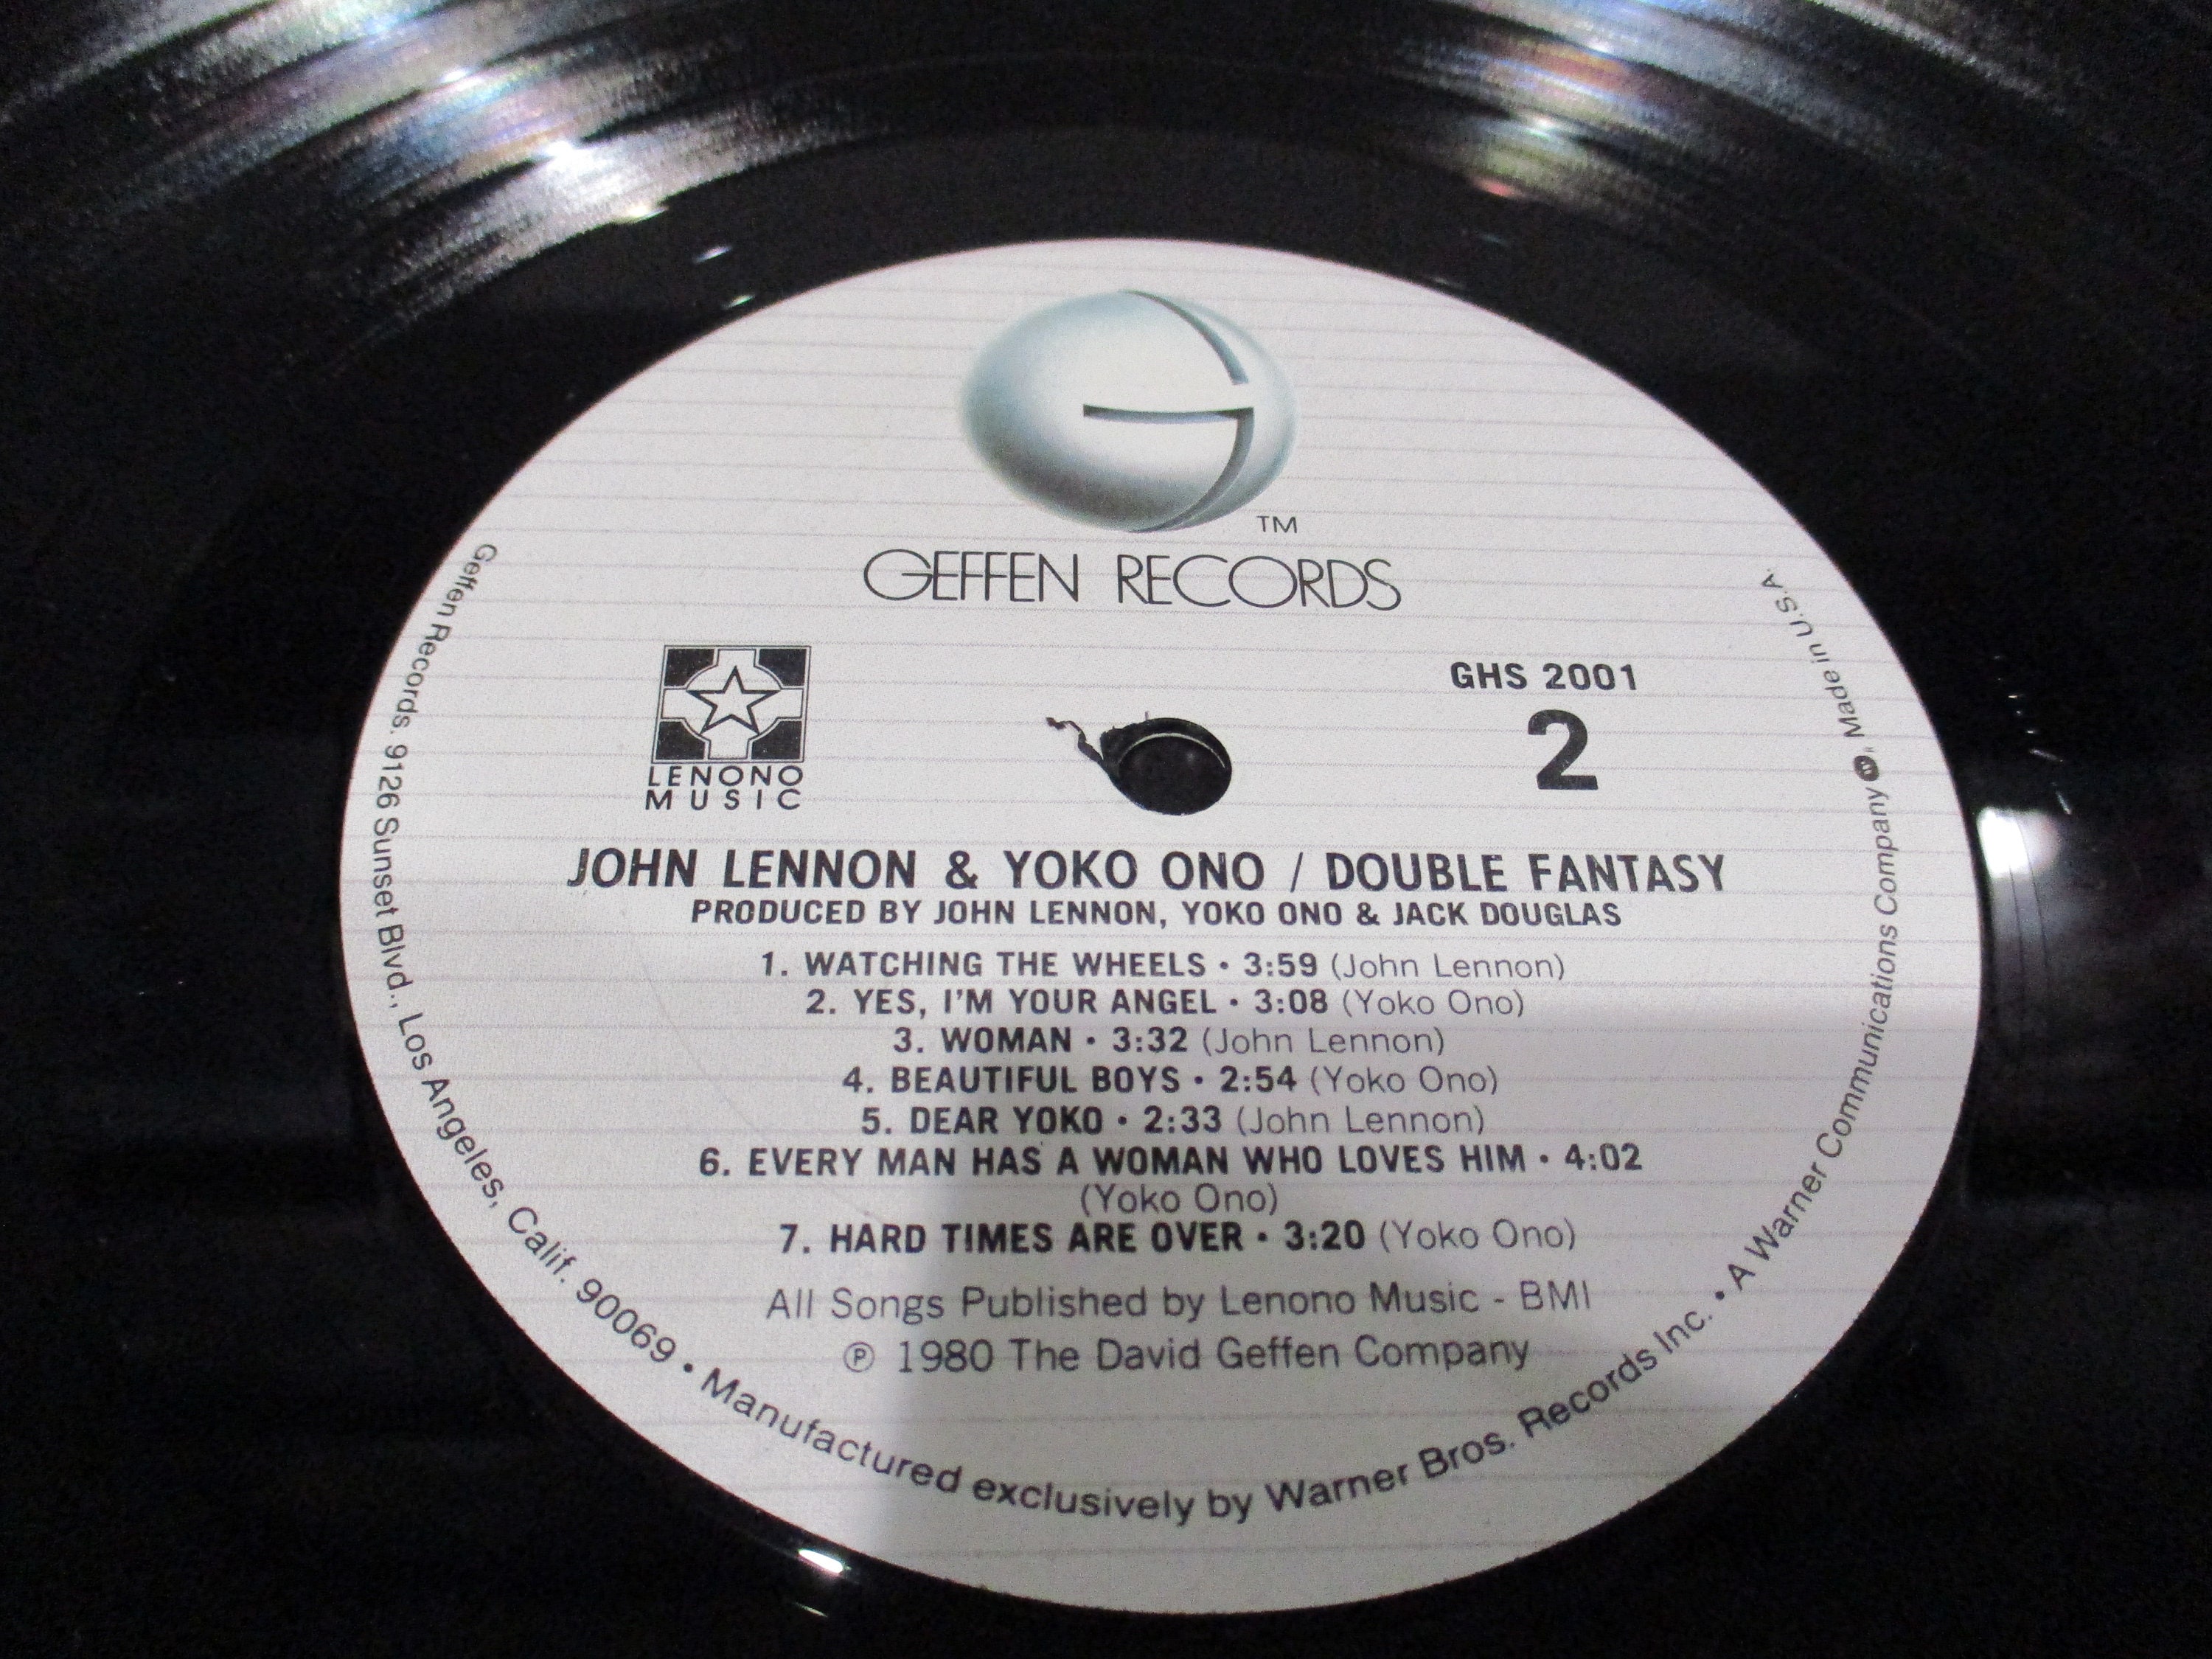 TM
GEFFEN RECORDS
LENONO
MUSIC
GHS 2001
2
JOHN LENNON & YOKO ONO / DOUBLE FANTASY
PRODUCED BY JOHN LENNON, YOKO ONO & JACK DOUGLAS
1. WATCHING THE WHEELS • 3:59 (John Lennon)
2. YES, I'M YOUR ANGEL • 3:08 (Yoko Ono)
3. WOMAN • 3:32 (John Lennon)
4. BEAUTIFUL BOYS • 2:54 (Yoko Ono)
5. DEAR YOKO • 2:33 (John Lennon)
6. EVERY MAN HAS A WOMAN WHO LOVES HIM • 4:02
(Yoko Ono)
7. HARD TIMES ARE OVER • 3:20 (Yoko Ono)
All Songs Published by Lenono Music - BMI
℗ 1980 The David Geffen Company
Geffen Records. 9126 Sunset Blvd., Los Angeles, Calif. 90069 • Manufactured exclusively by Warner Bros. Records Inc. • A Warner Communications Company Made in U.S.A.